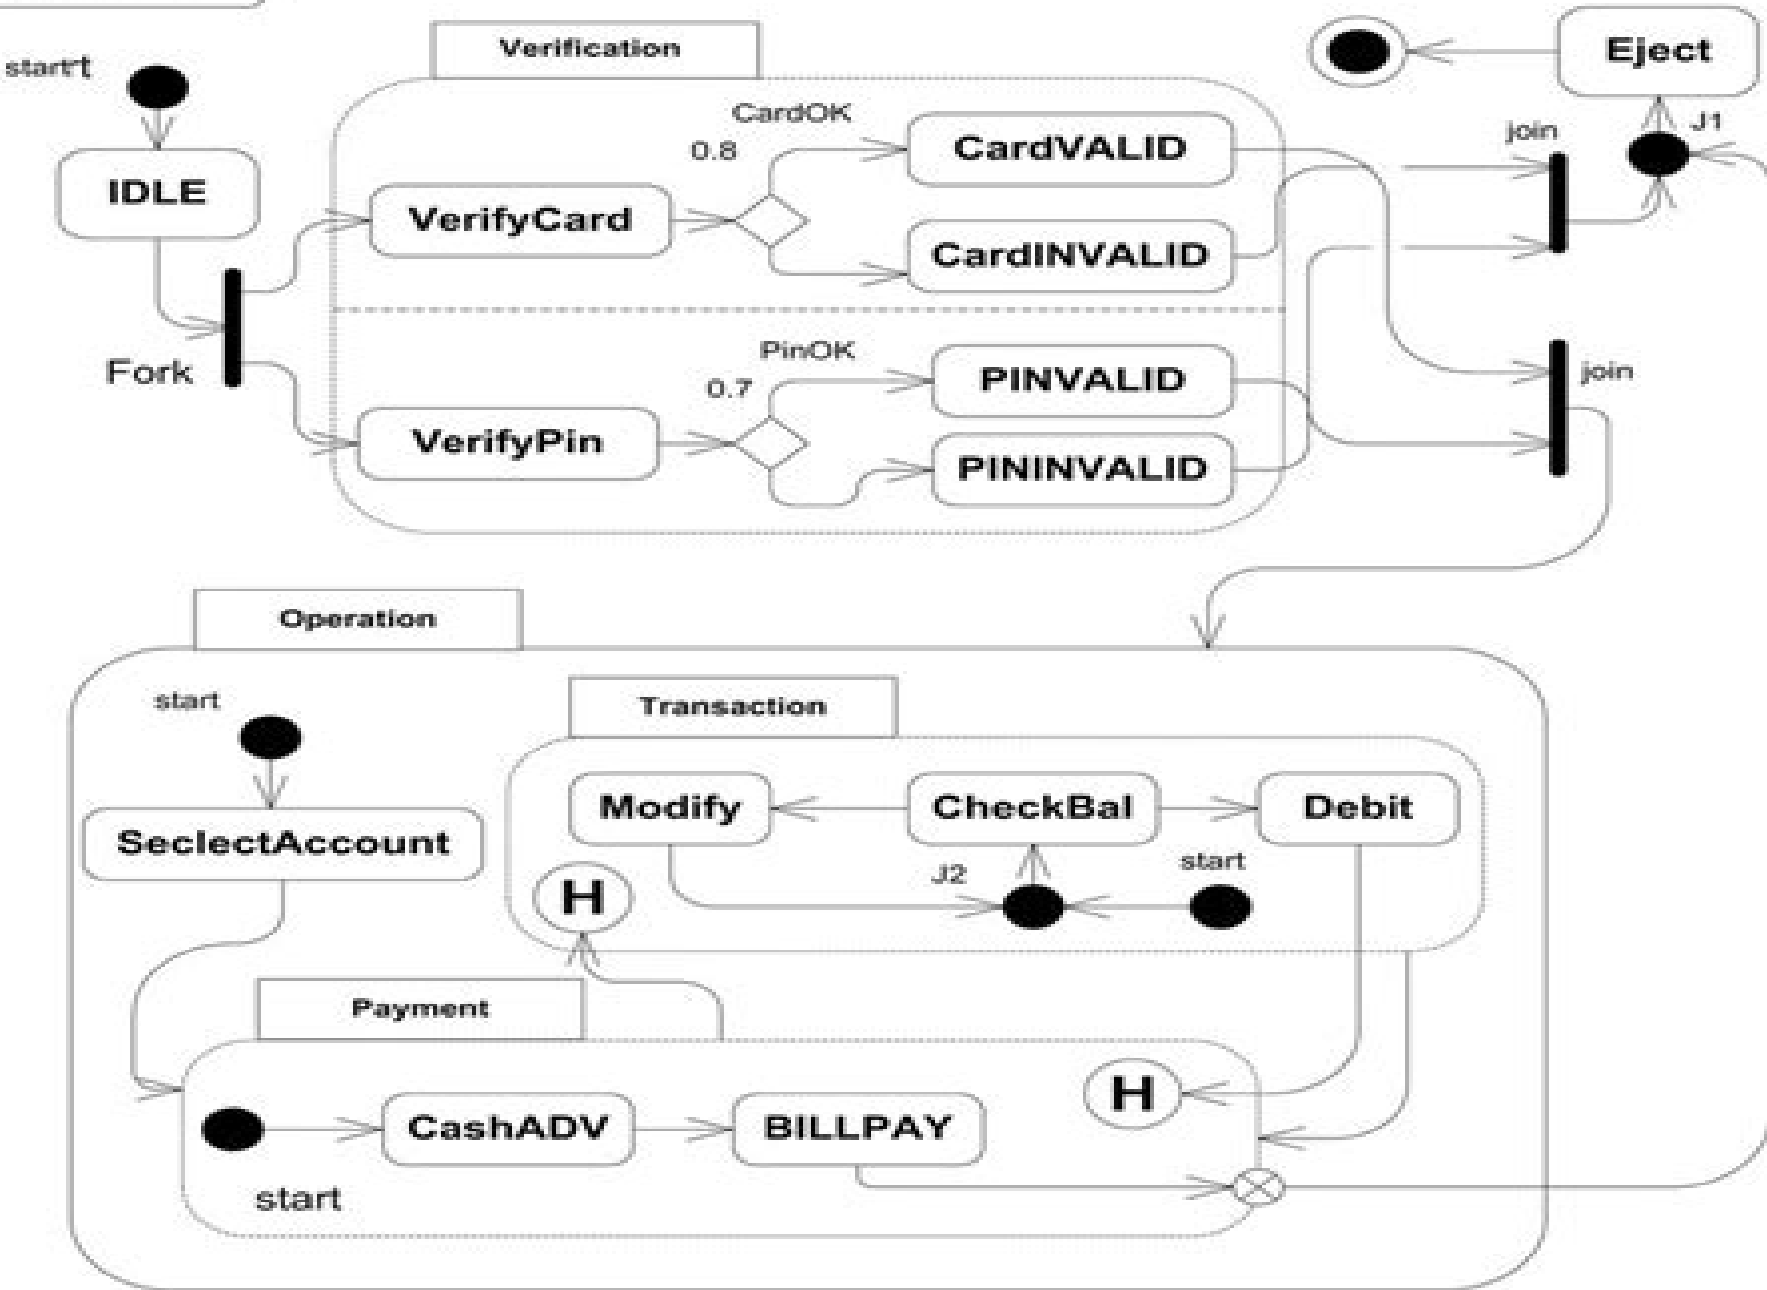 Verification
startt
Eject
CardOK
J1
join
0.8
CardVALID
IDLE
VerifyCard
CardINVALID
PinOK
Fork
0.7
PINVALID
join
VerifyPin
PININVALID
Operation
start
Transaction
Modify
CheckBal
Debit
SeclectAccount
J2
start
H
Payment
H
CashADV
BILLPAY
start